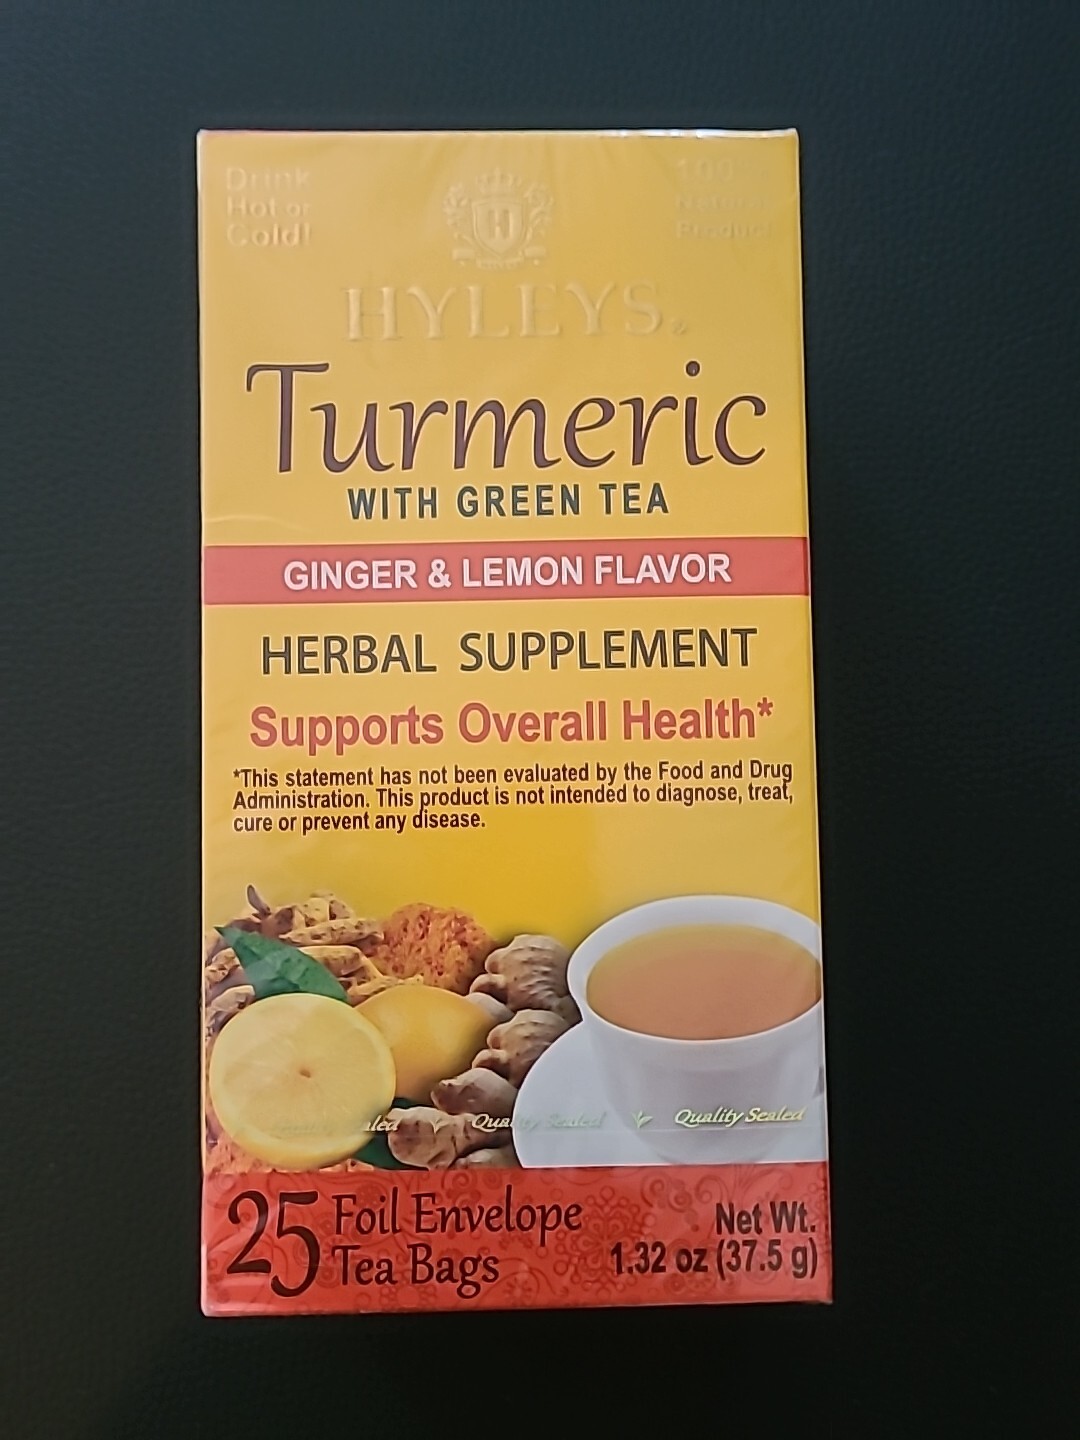 Drink
Hot or
Cold!
100%
Natural
Product
H
HYLEYS®
Turmeric
WITH GREEN TEA
GINGER & LEMON FLAVOR
HERBAL SUPPLEMENT
Supports Overall Health*
*This statement has not been evaluated by the Food and Drug
Administration. This product is not intended to diagnose, treat,
cure or prevent any disease.
Quality Sealed Quality Sealed
25 Foil Envelope
Tea Bags
Net Wt.
1.32 oz (37.5 g)